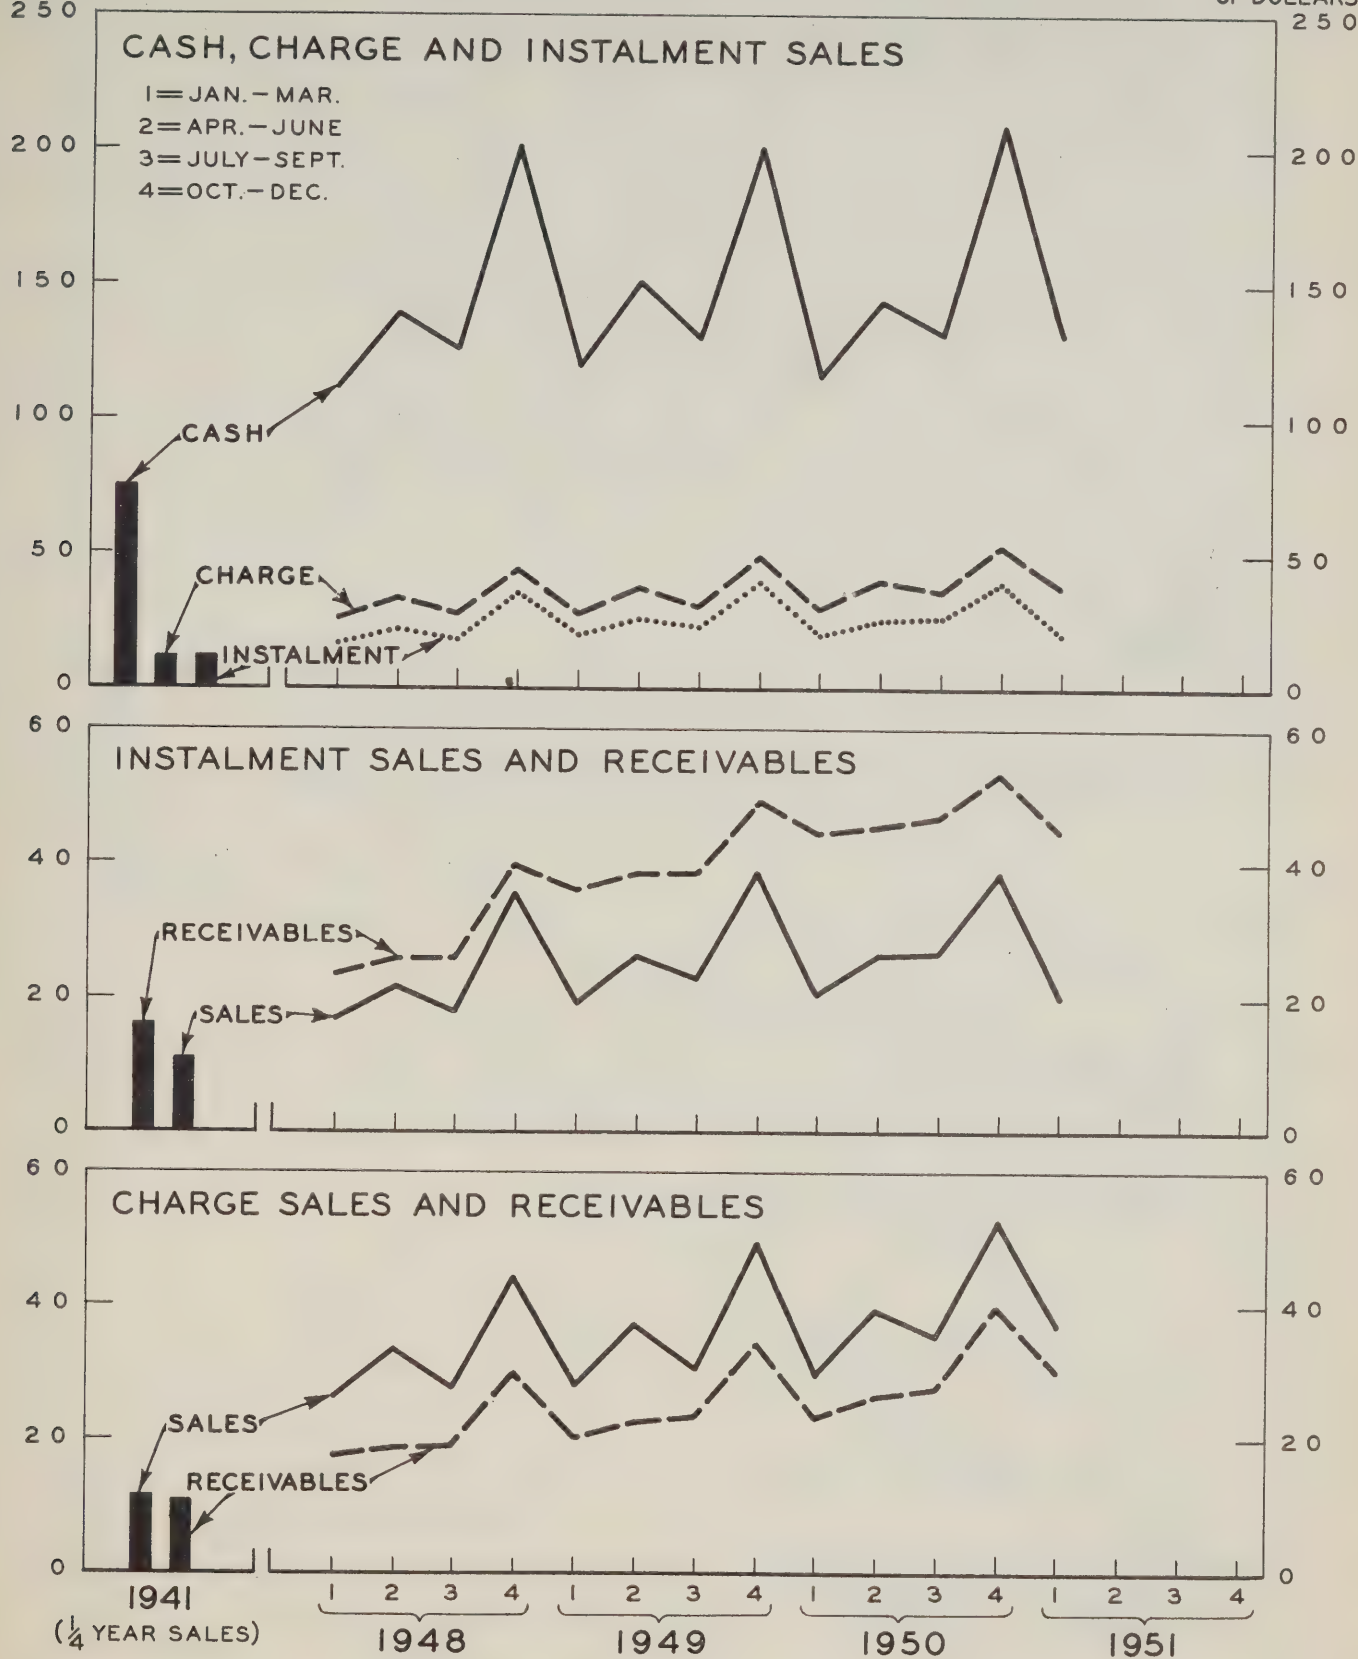 OF DOLLARS
250 250
CASH, CHARGE AND INSTALMENT SALES
1=JAN.-MAR.
2=APR.-JUNE
3=JULY-SEPT.
4=OCT.-DEC.
200 200
150 150
100 100
CASH
50 50
CHARGE
INSTALMENT
0 0
60 60
INSTALMENT SALES AND RECEIVABLES
40 40
RECEIVABLES
20 20
SALES
0 0
60 60
CHARGE SALES AND RECEIVABLES
40 40
SALES
20 20
RECEIVABLES
0 0
1 2 3 4 1 2 3 4 1 2 3 4 1 2 3 4
1941
(¼ YEAR SALES) 1948 1949 1950 1951